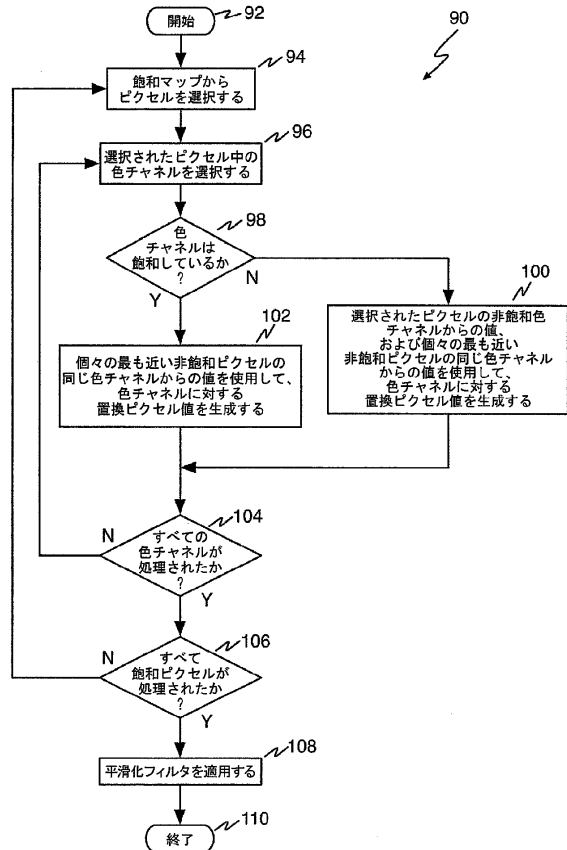 開始
92
90
94
飽和マップから
ピクセルを選択する
96
選択されたピクセル中の
色チャネルを選択する
98
色
チャネルは
飽和しているか
?
N
Y
100
選択されたピクセルの非飽和色
チャネルからの値、
および個々の最も近い
非飽和ピクセルの同じ色チャネル
からの値を使用して、
色チャネルに対する
置換ピクセル値を生成する
102
個々の最も近い非飽和ピクセルの
同じ色チャネルからの値を使用して、
色チャネルに対する
置換ピクセル値を生成する
104
N
すべての
色チャネルが
処理されたか
?
Y
106
N
すべて
飽和ピクセルが
処理されたか
?
Y
108
平滑化フィルタを適用する
終了
110